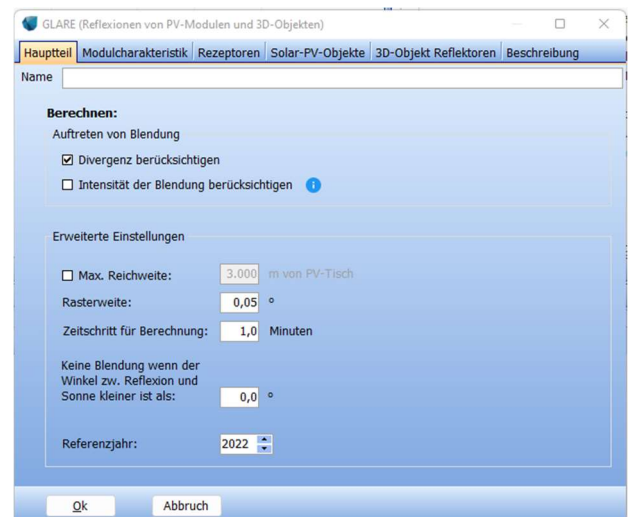 GLARE (Reflexionen von PV-Modulen und 3D-Objekten)
Hauptteil Modulcharakteristik Rezeptoren Solar-PV-Objekte 3D-Objekt Reflektoren Beschreibung
Name
Berechnen:
Auftreten von Blendung
Divergenz berücksichtigen
Intensität der Blendung berücksichtigen i
Erweiterte Einstellungen
Max. Reichweite: 3.000 m von PV-Tisch
Rasterweite: 0,05 °
Zeitschritt für Berechnung: 1,0 Minuten
Keine Blendung wenn der
Winkel zw. Reflexion und
Sonne kleiner ist als: 0,0 °
Referenzjahr: 2022
Ok Abbruch